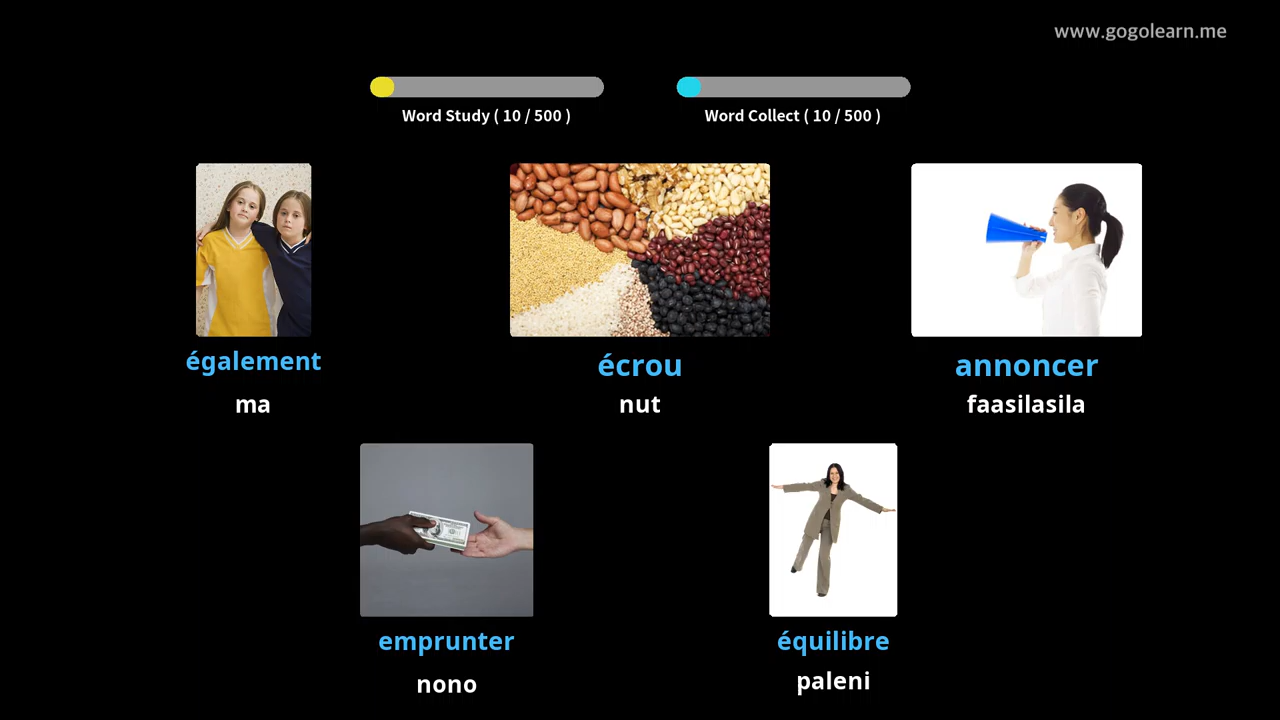 www.gogolearn.me
Word Study ( 10 / 500 )
Word Collect ( 10 / 500 )
également
ma
écrou
nut
annoncer
faasilasila
emprunter
nono
équilibre
paleni